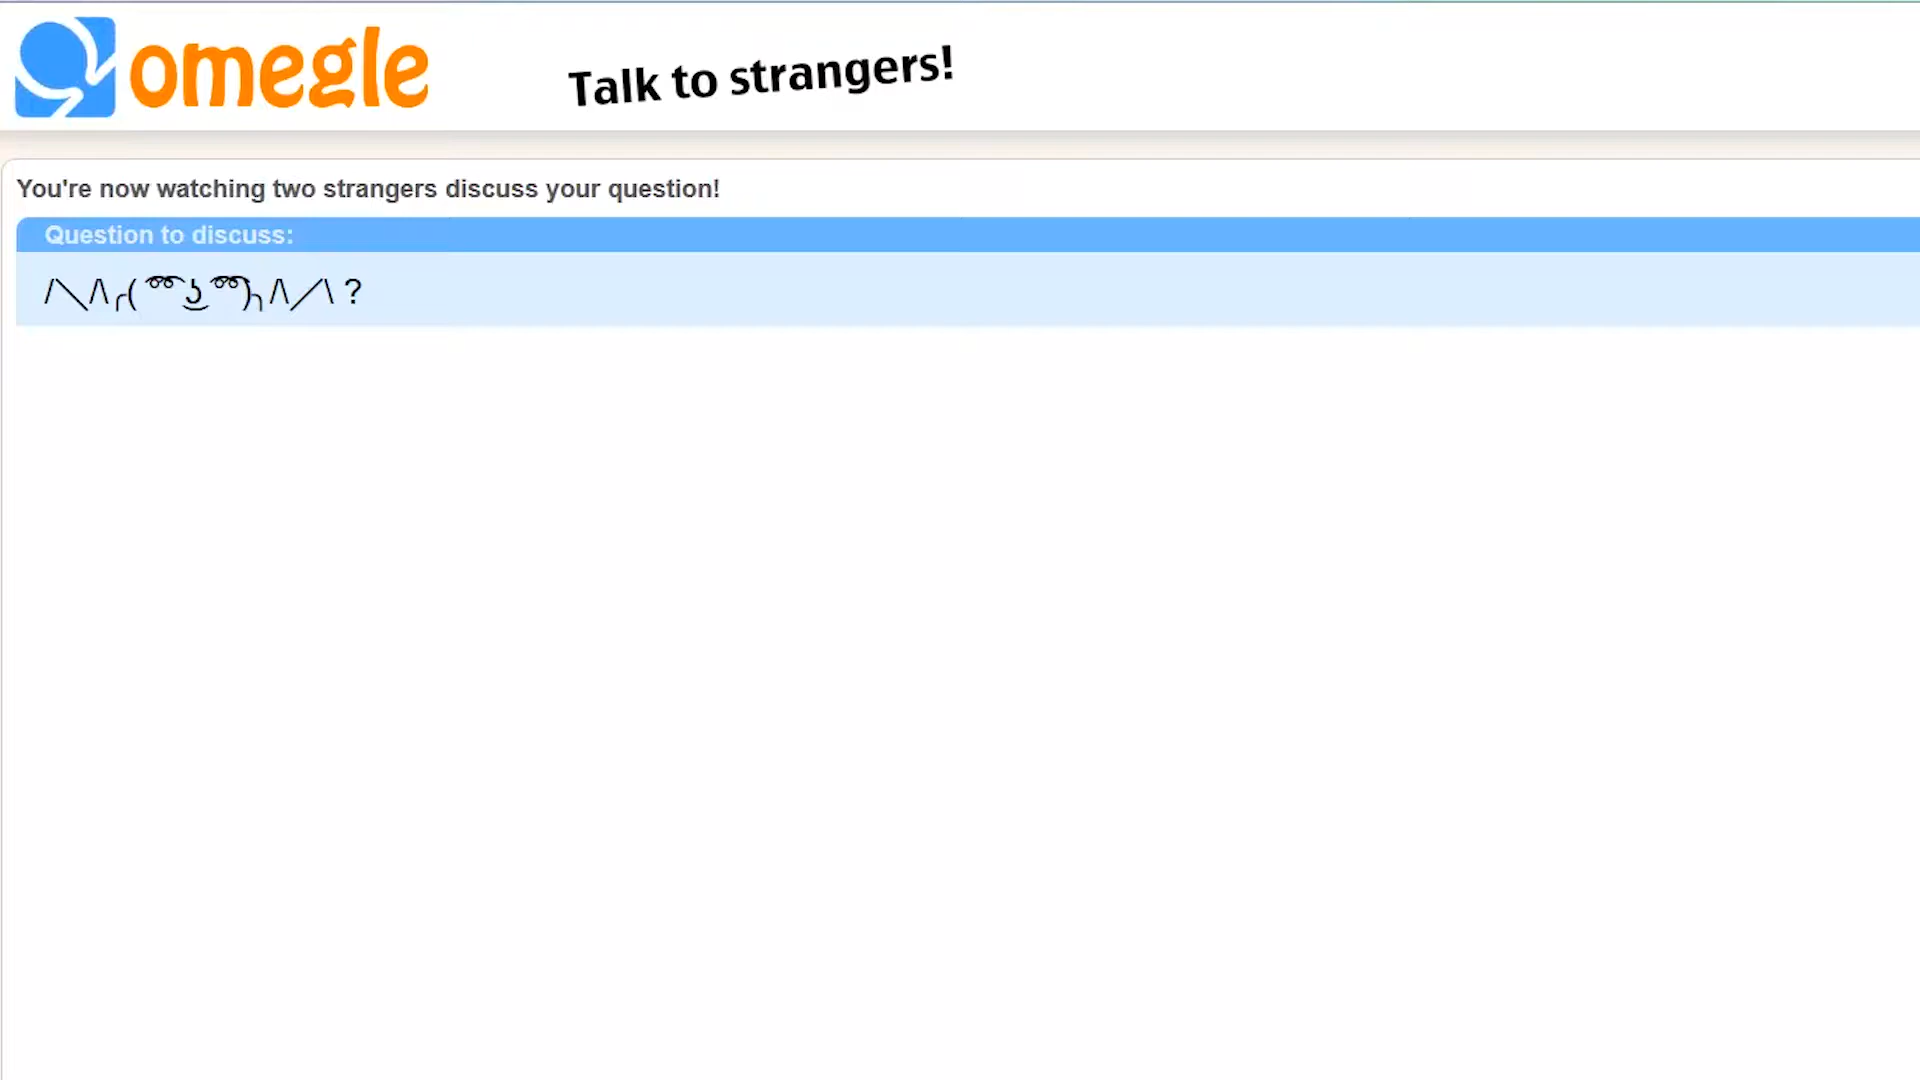 omegle
Talk to strangers!
You're now watching two strangers discuss your question!
Question to discuss:
/╲/\╭( ͡°͡° ͜ʖ ͡°͡°)╮/\╱\ ?